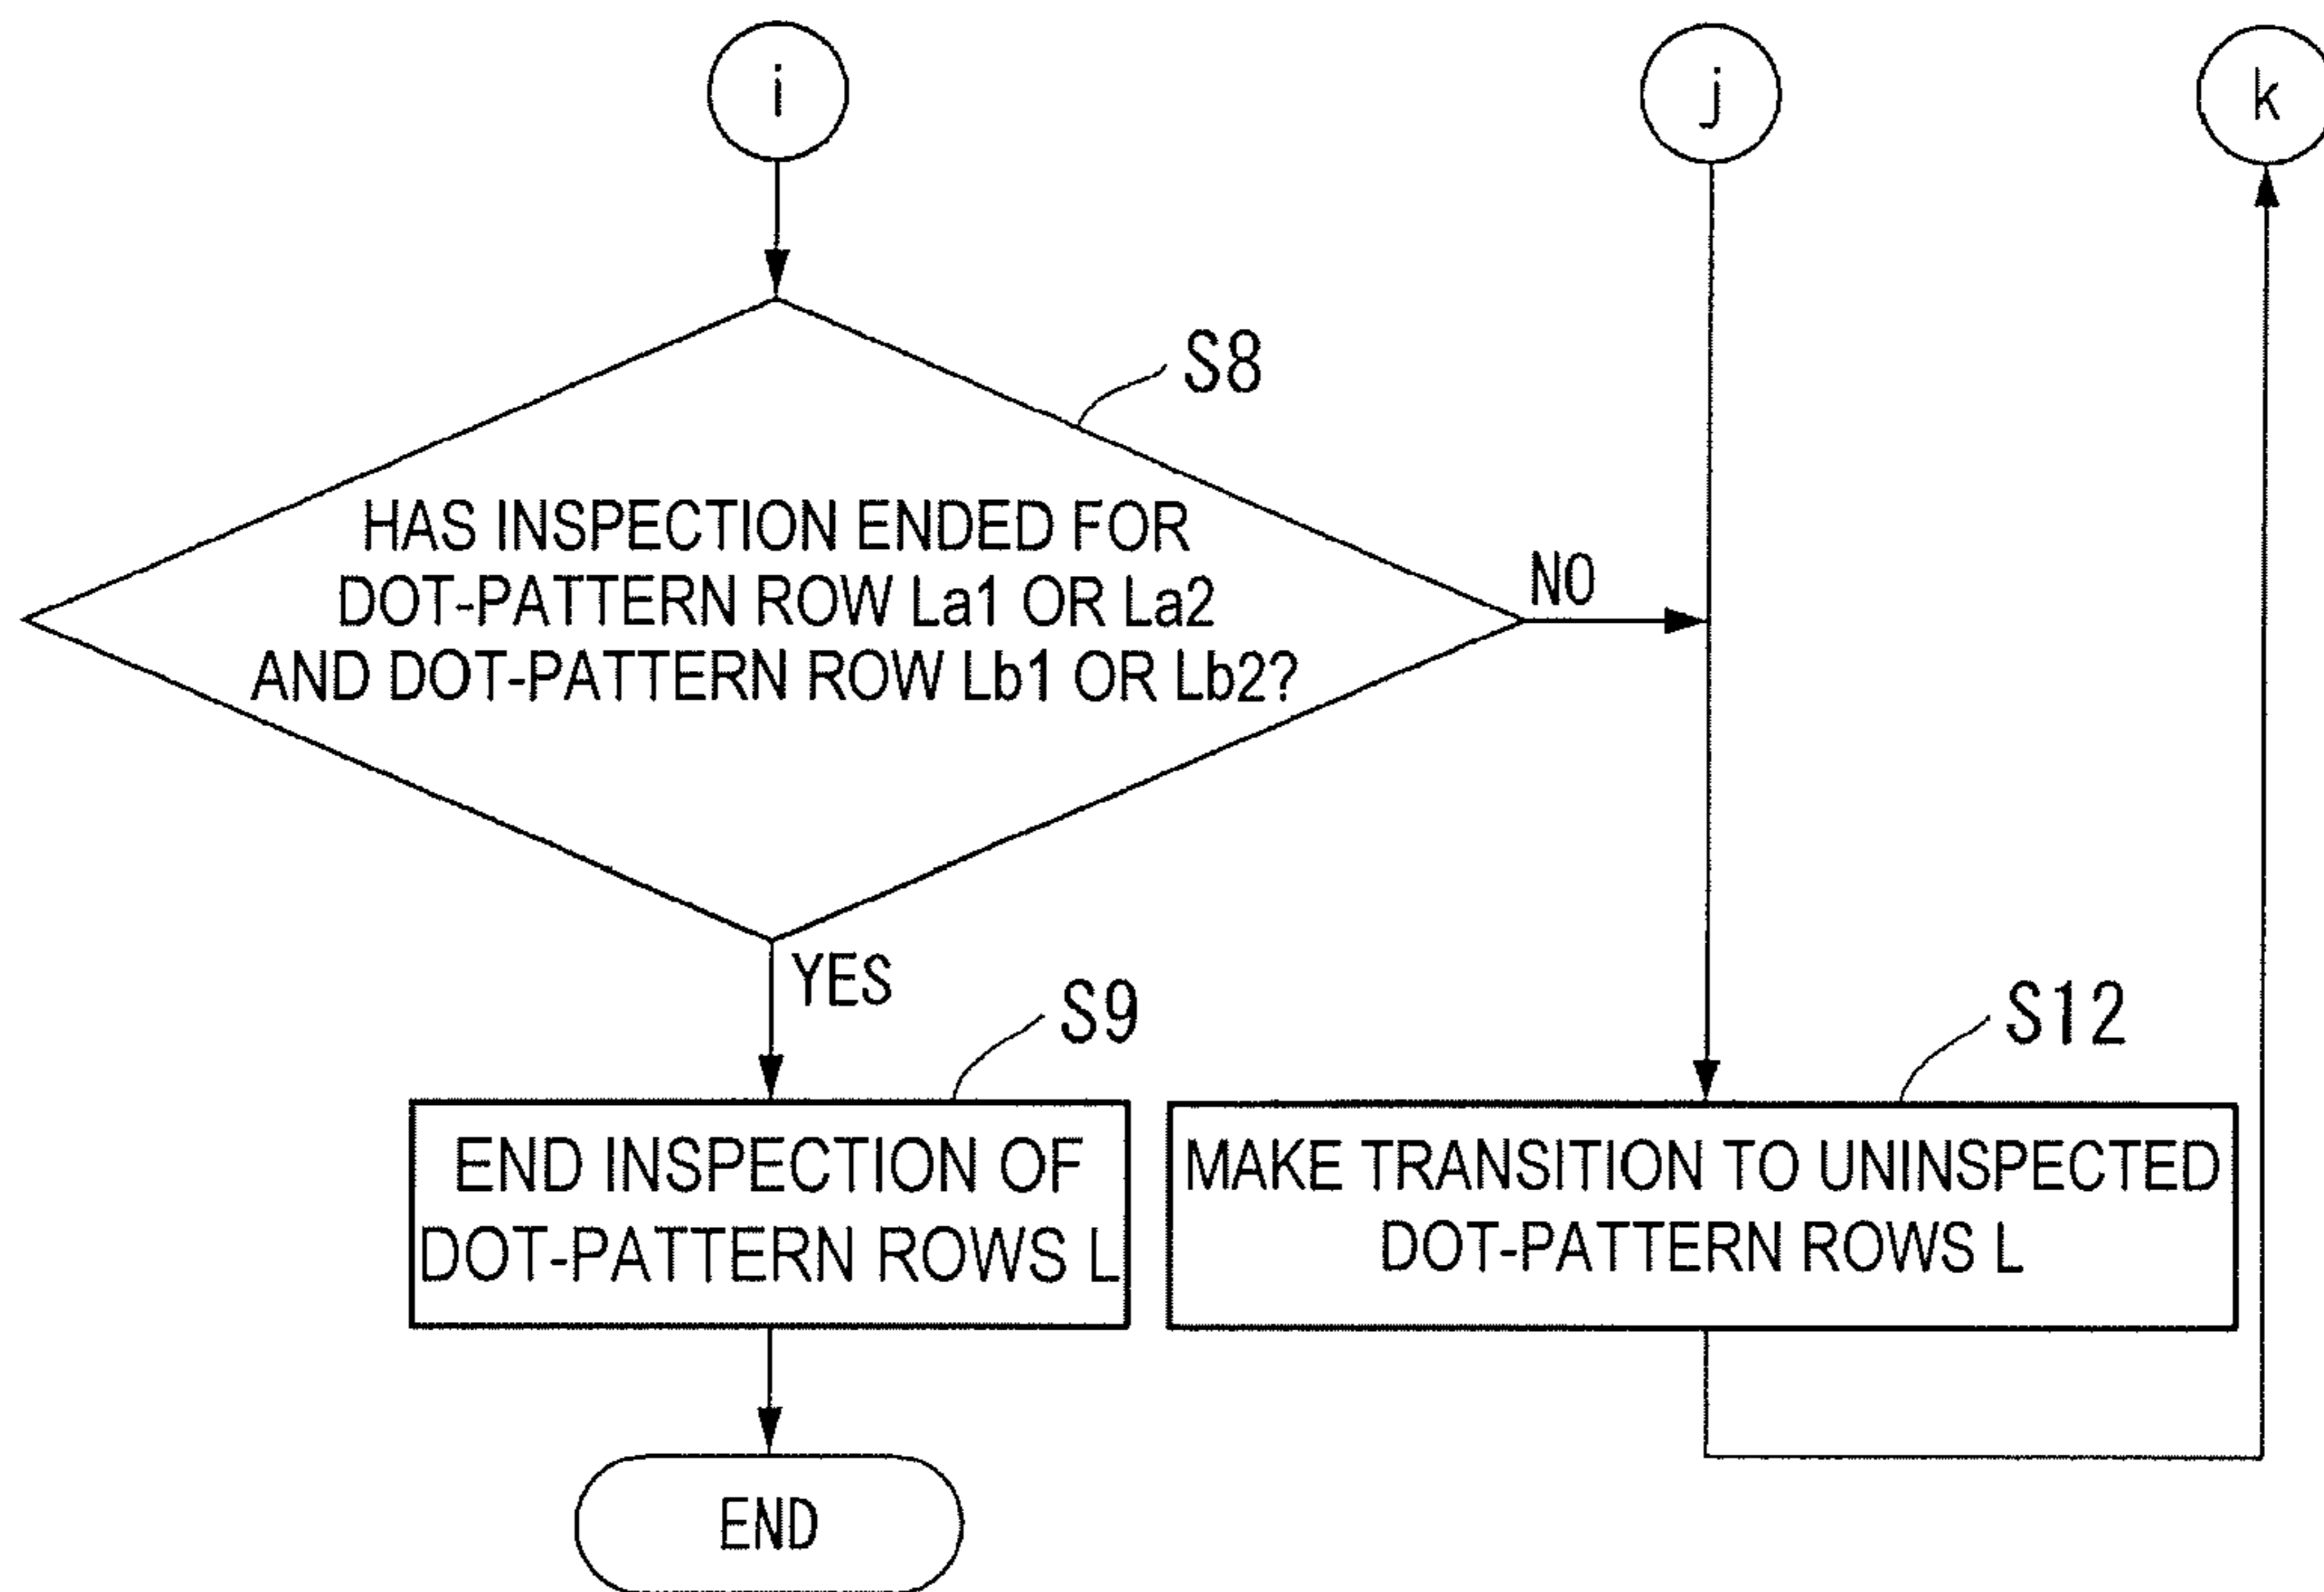 i
j
k
S8
HAS INSPECTION ENDED FOR
DOT-PATTERN ROW La1 OR La2
AND DOT-PATTERN ROW Lb1 OR Lb2?
NO
YES
S9
S12
END INSPECTION OF
DOT-PATTERN ROWS L
MAKE TRANSITION TO UNINSPECTED
DOT-PATTERN ROWS L
END